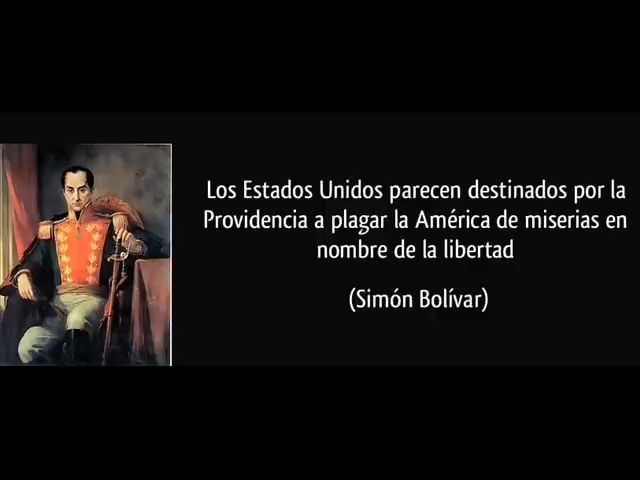 Los Estados Unidos parecen destinados por la
Providencia a plagar la América de miserias en
nombre de la libertad
(Simón Bolívar)